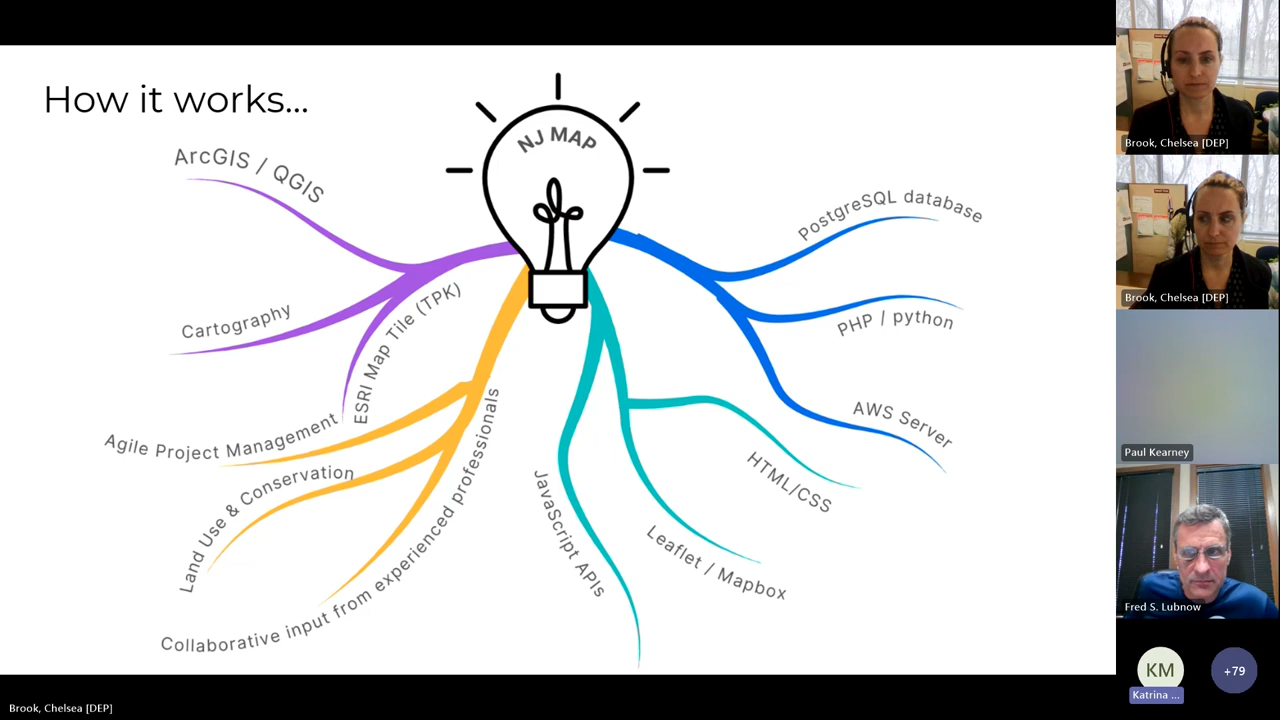 How it works...
NJ MAP
ArcGIS / QGIS
Cartography
ESRI Map Tile (TPK)
Agile Project Management
Land Use & Conservation
Collaborative input from experienced professionals
JavaScript APIs
Leaflet / Mapbox
HTML/CSS
PostgreSQL database
PHP / python
AWS Server
Brook, Chelsea [DEP]
Brook, Chelsea [DEP]
Paul Kearney
Fred S. Lubnow
KM
Katrina ...
+79
Brook, Chelsea [DEP]